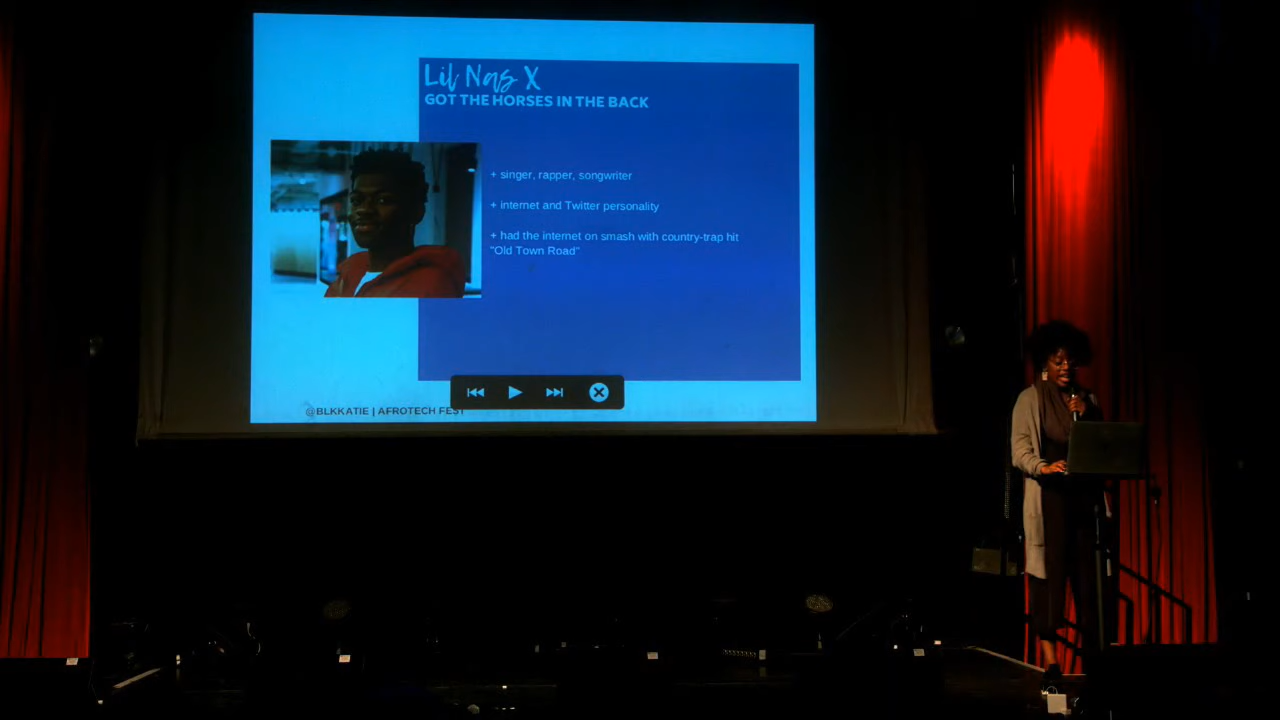 Lil Nas X
GOT THE HORSES IN THE BACK
+ singer, rapper, songwriter
+ internet and Twitter personality
+ had the internet on smash with country-trap hit
"Old Town Road"
@BLKKATIE | AFROTECH FEST